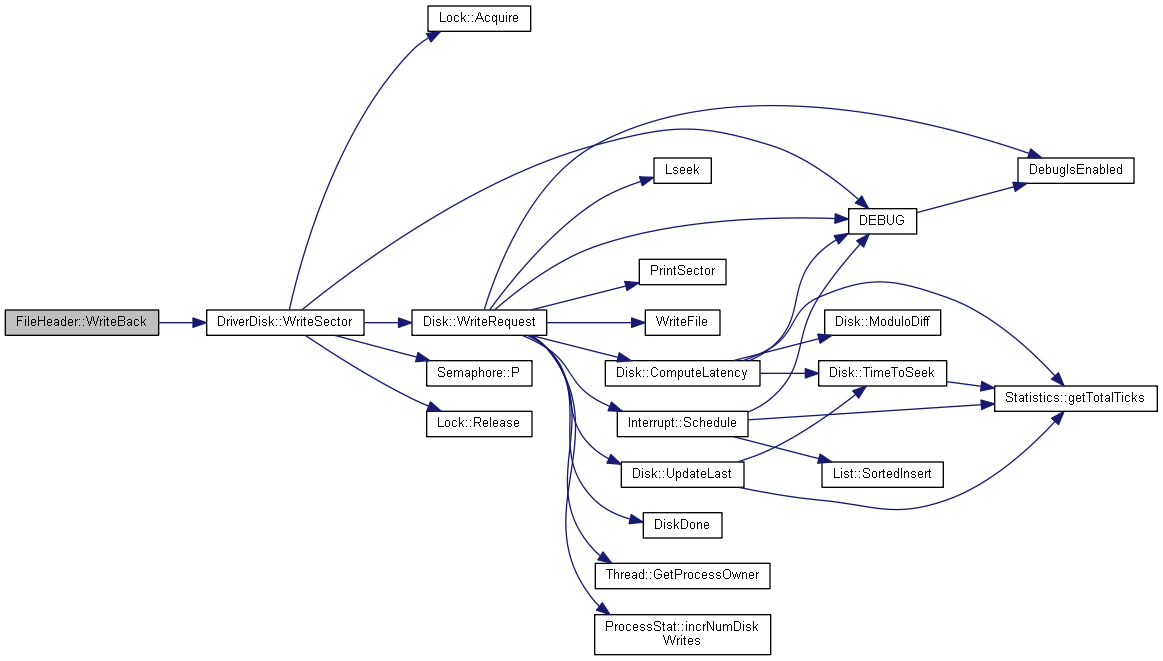 Lock::Acquire
DebugIsEnabled
Lseek
DEBUG
PrintSector
FileHeader::WriteBack
DriverDisk::WriteSector
Disk::WriteRequest
WriteFile
Disk::ModuloDiff
Semaphore::P
Disk::ComputeLatency
Disk::TimeToSeek
Statistics::getTotalTicks
Lock::Release
Interrupt::Schedule
Disk::UpdateLast
List::SortedInsert
DiskDone
Thread::GetProcessOwner
ProcessStat::incrNumDisk
Writes